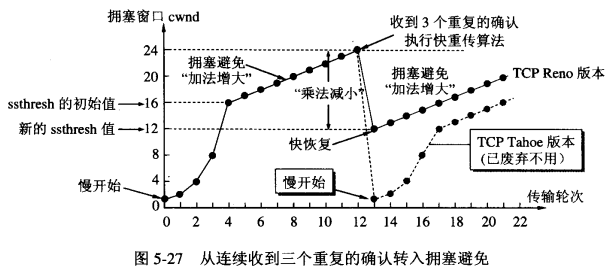 拥塞窗口 cwnd
收到 3 个重复的确认
执行快重传算法
24
20
16
12
8
4
0
拥塞避免
“加法增大”
“乘法减小”
拥塞避免
“加法增大”
TCP Reno 版本
ssthresh 的初始值
新的 ssthresh 值
快恢复
TCP Tahoe 版本
(已废弃不用)
慢开始
慢开始
传输轮次
0 2 4 6 8 10 12 14 16 18 20 22
图 5-27 从连续收到三个重复的确认转入拥塞避免